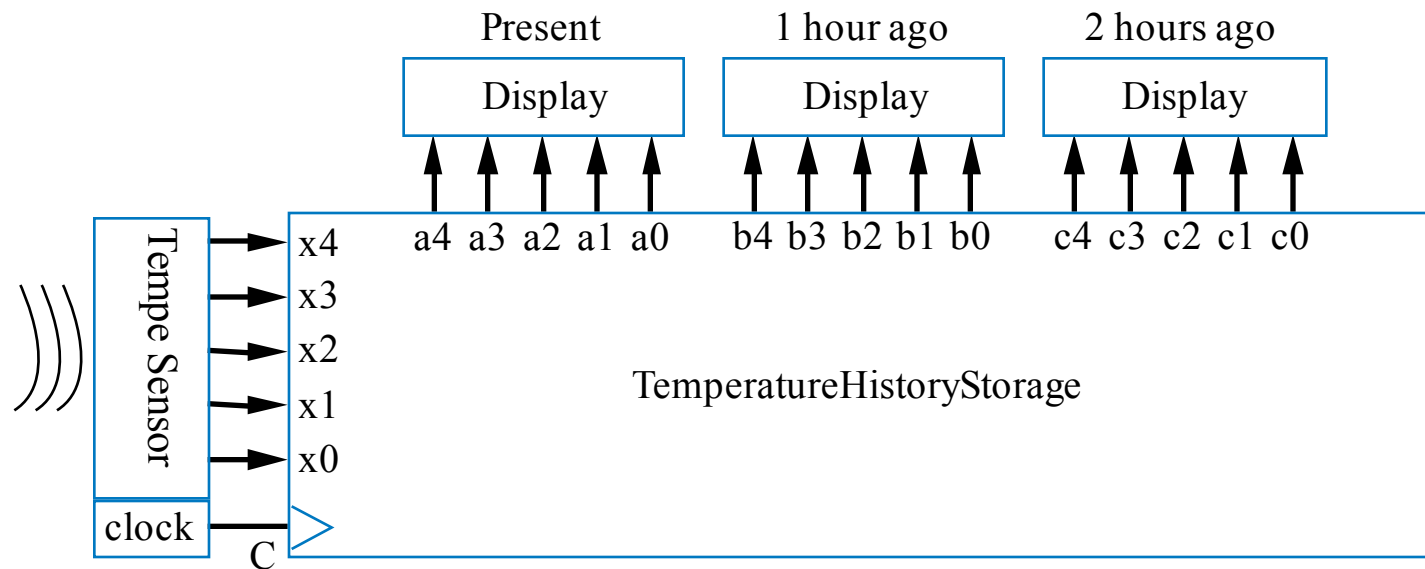 Present 1 hour ago 2 hours ago
Display Display Display
a4 a3 a2 a1 a0 b4 b3 b2 b1 b0 c4 c3 c2 c1 c0
Tempe Sensor
x4
x3
x2
x1
x0
TemperatureHistoryStorage
clock
C